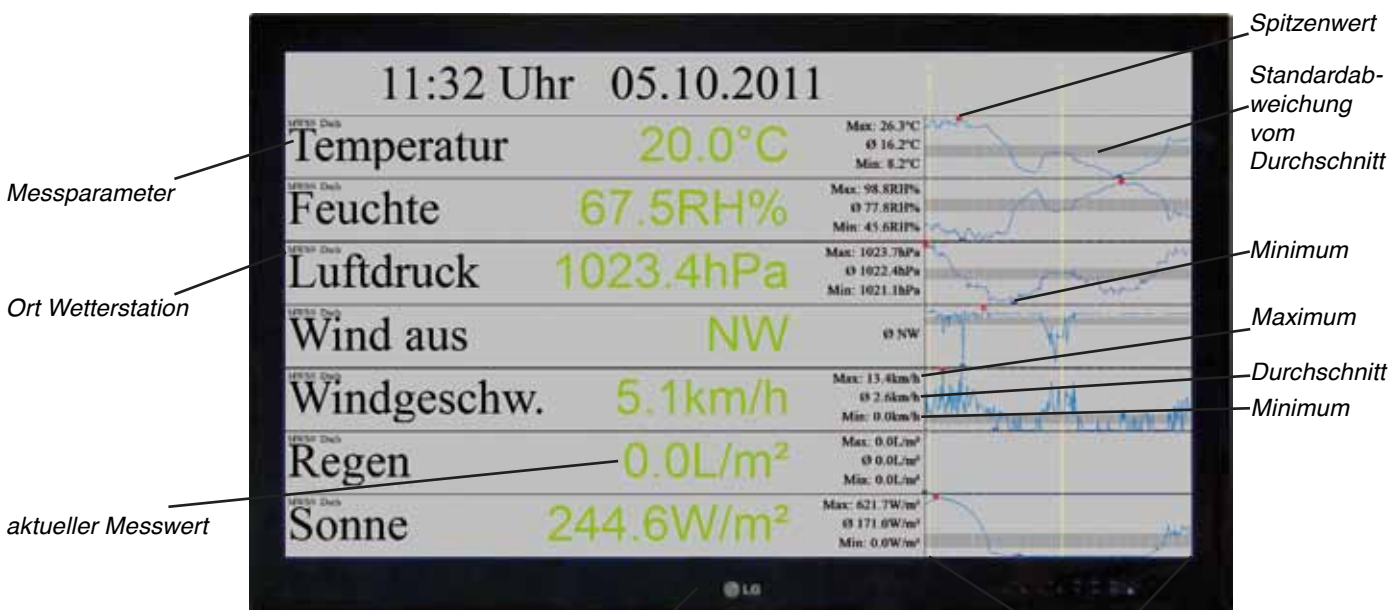 Spitzenwert
Standardab-
weichung
vom
Durchschnitt
11:32 Uhr 05.10.2011
Messparameter
Ort Wetterstation
aktueller Messwert
Temperatur 20.0°C
Max: 26.3°C
Ø 16.2°C
Min: 8.2°C
Feuchte 67.5RH%
Max: 98.8RH%
Ø 77.8RH%
Min: 45.6RH%
Luftdruck 1023.4hPa
Max: 1023.7hPa
Ø 1022.4hPa
Min: 1021.1hPa
Wind aus NW
Ø NW
Windgeschw. 5.1km/h
Max: 13.4km/h
Ø 2.6km/h
Min: 0.0km/h
Regen 0.0L/m²
Max: 0.0L/m²
Ø 0.0L/m²
Min: 0.0L/m²
Sonne 244.6W/m²
Max: 621.7W/m²
Ø 171.0W/m²
Min: 0.0W/m²
Minimum
Maximum
Durchschnitt
Minimum
LG